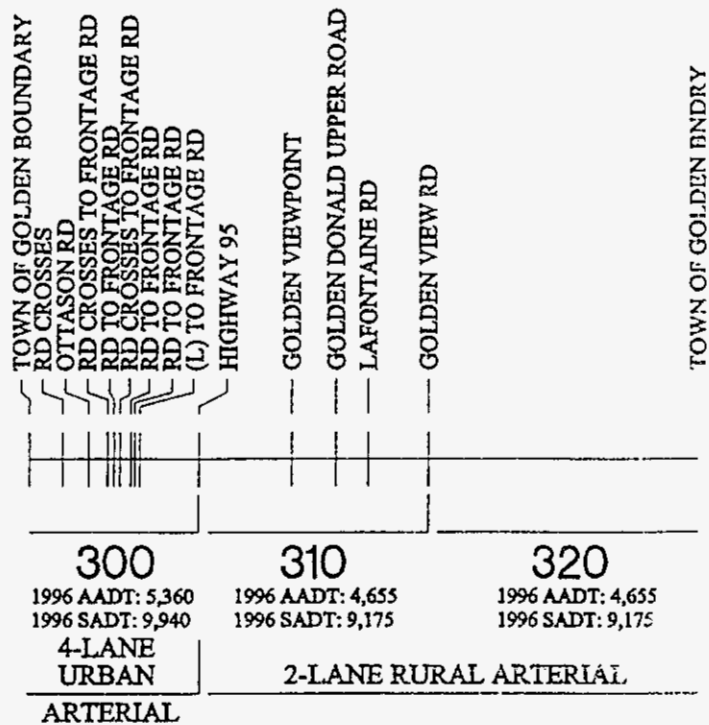 TOWN OF GOLDEN BOUNDARY
RD CROSSES
OTTASON RD
RD CROSSES TO FRONTAGE RD
RD TO FRONTAGE RD
RD CROSSES TO FRONTAGE RD
RD TO FRONTAGE RD
RD TO FRONTAGE RD
(L) TO FRONTAGE RD
HIGHWAY 95
GOLDEN VIEWPOINT
GOLDEN DONALD UPPER ROAD
LAFONTAINE RD
GOLDEN VIEW RD
TOWN OF GOLDEN BNDRY
300
1996 AADT: 5,360
1996 SADT: 9,940
4-LANE
URBAN
ARTERIAL
310
1996 AADT: 4,655
1996 SADT: 9,175
320
1996 AADT: 4,655
1996 SADT: 9,175
2-LANE RURAL ARTERIAL